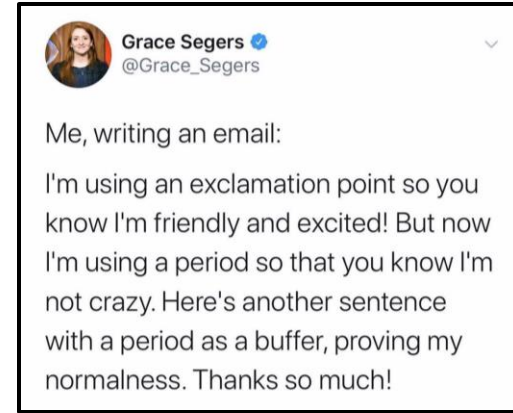 Grace Segers
@Grace_Segers
Me, writing an email:
I'm using an exclamation point so you
know I'm friendly and excited! But now
I'm using a period so that you know I'm
not crazy. Here's another sentence
with a period as a buffer, proving my
normalness. Thanks so much!